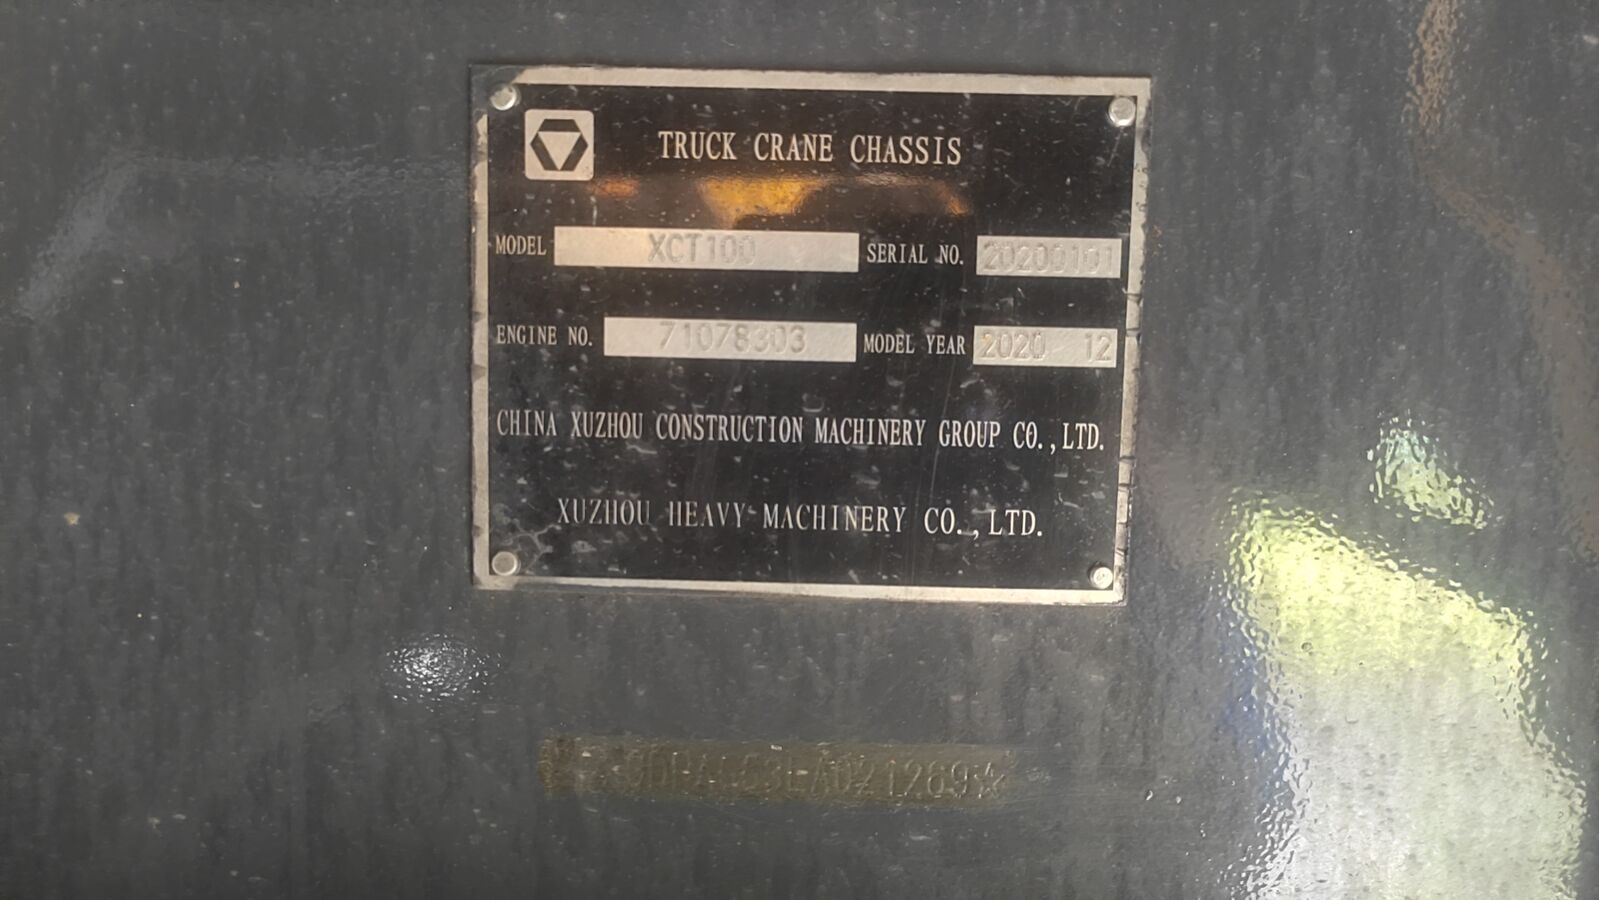 TRUCK CRANE CHASSIS
MODEL XCT100 SERIAL NO. 20200101
ENGINE NO. 71078303 MODEL YEAR 2020 12
CHINA XUZHOU CONSTRUCTION MACHINERY GROUP CO.,LTD.
XUZHOU HEAVY MACHINERY CO.,LTD.